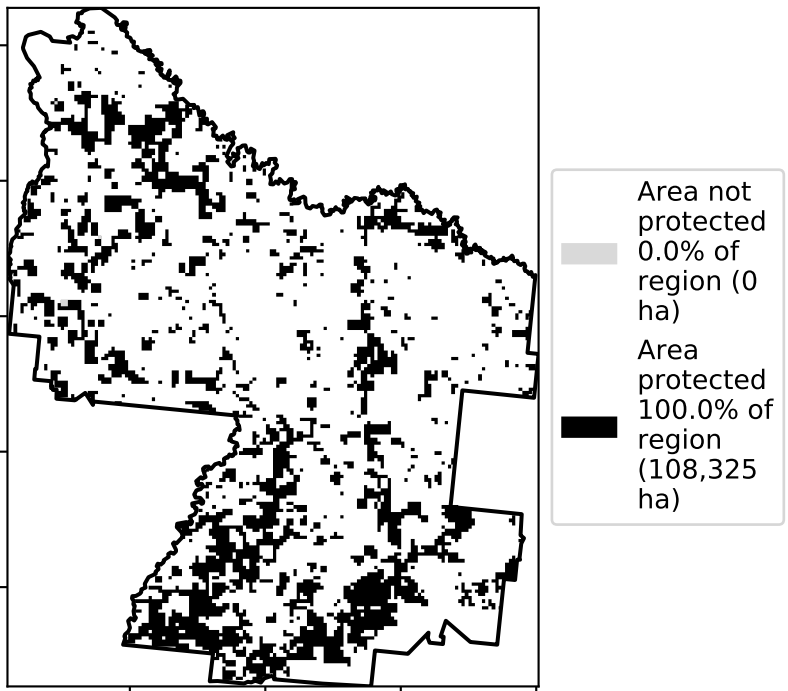 Area not
protected
0.0% of
region (0
ha)
Area
protected
100.0% of
region
(108,325
ha)